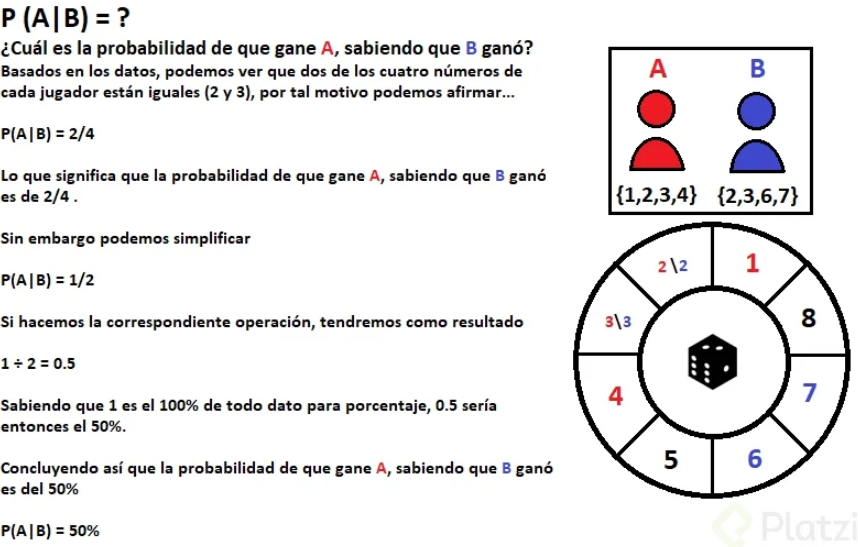 P (A|B) = ?
¿Cuál es la probabilidad de que gane A, sabiendo que B ganó?
Basados en los datos, podemos ver que dos de los cuatro números de
cada jugador están iguales (2 y 3), por tal motivo podemos afirmar...
P(A|B) = 2/4
Lo que significa que la probabilidad de que gane A, sabiendo que B ganó
es de 2/4 .
Sin embargo podemos simplificar
P(A|B) = 1/2
Si hacemos la correspondiente operación, tendremos como resultado
1 ÷ 2 = 0.5
Sabiendo que 1 es el 100% de todo dato para porcentaje, 0.5 sería
entonces el 50%.
Concluyendo así que la probabilidad de que gane A, sabiendo que B ganó
es del 50%
P(A|B) = 50%
A B
{1,2,3,4} {2,3,6,7}
2\2 1
3\3 8
4 7
5 6
Platzi